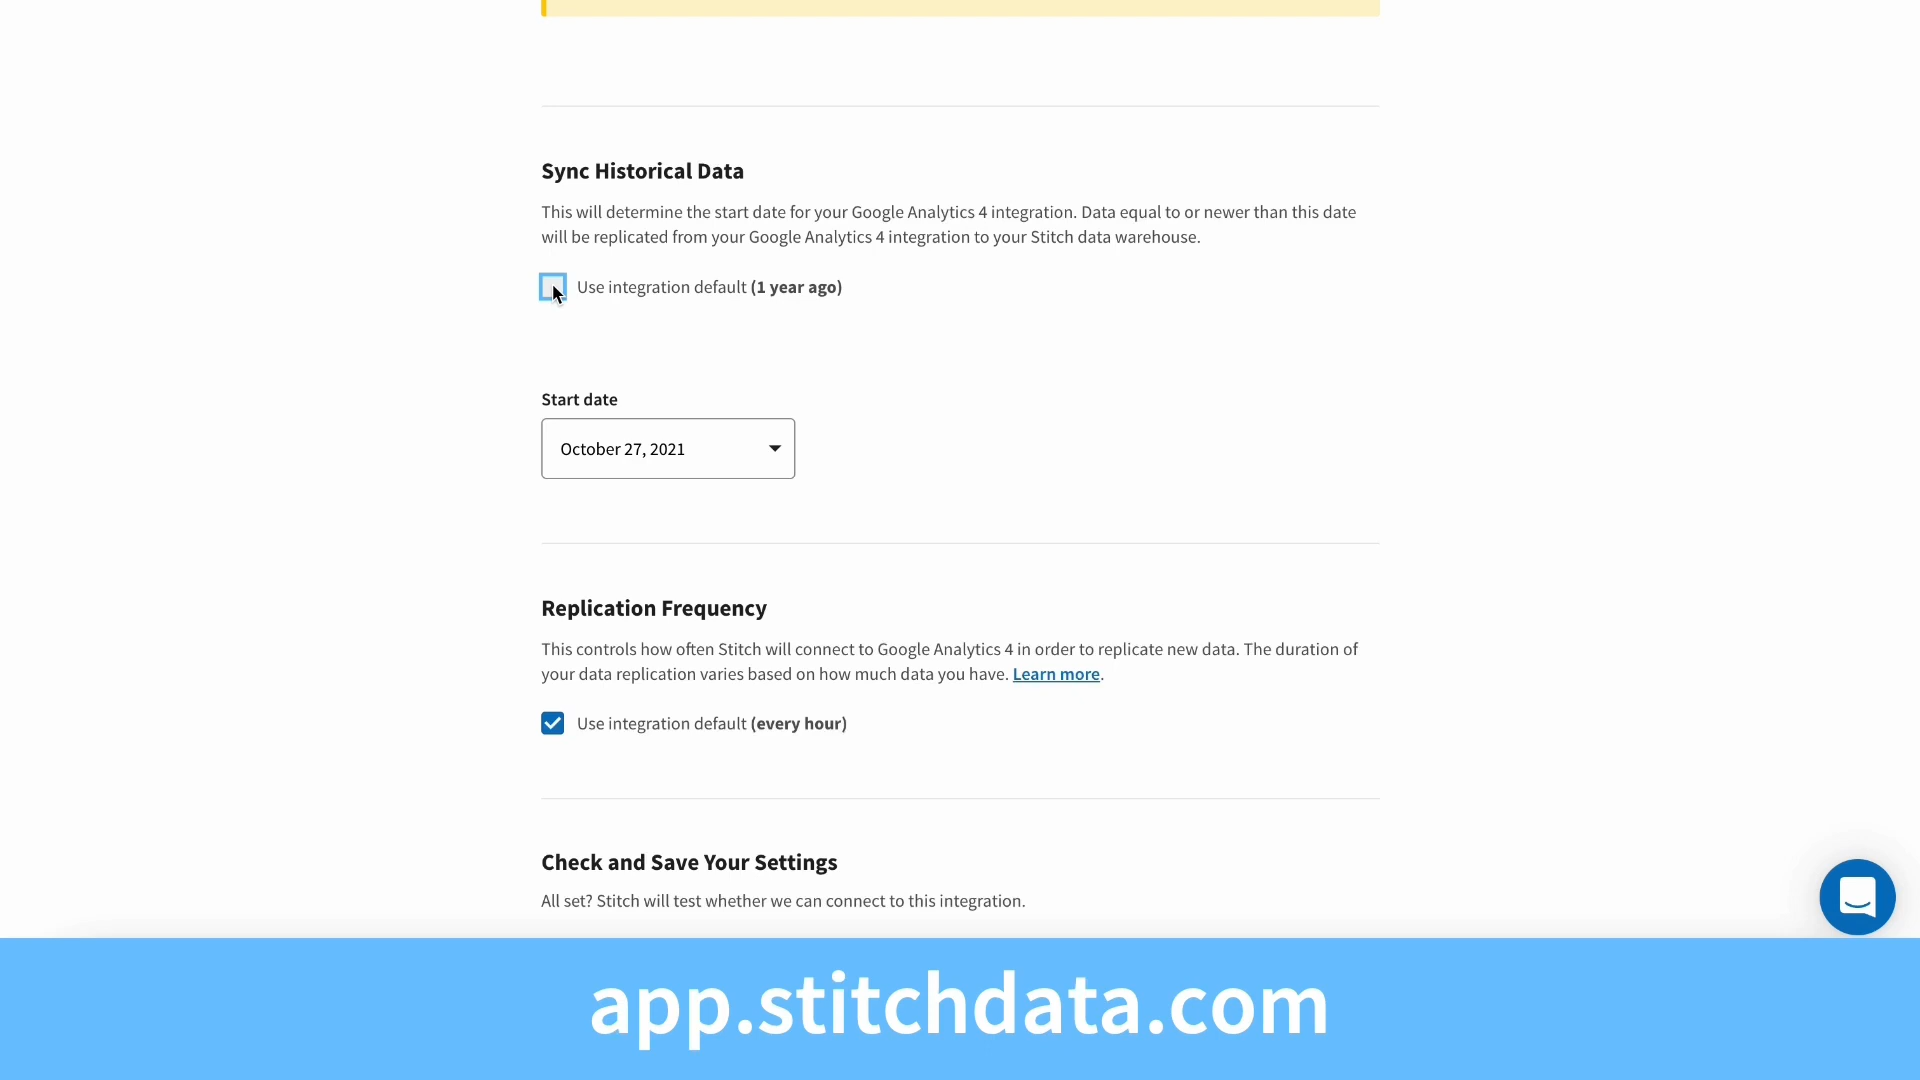 Sync Historical Data
This will determine the start date for your Google Analytics 4 integration. Data equal to or newer than this date
will be replicated from your Google Analytics 4 integration to your Stitch data warehouse.
Use integration default (1 year ago)
Start date
October 27, 2021
Replication Frequency
This controls how often Stitch will connect to Google Analytics 4 in order to replicate new data. The duration of
your data replication varies based on how much data you have. Learn more.
Use integration default (every hour)
Check and Save Your Settings
All set? Stitch will test whether we can connect to this integration.
app.stitchdata.com